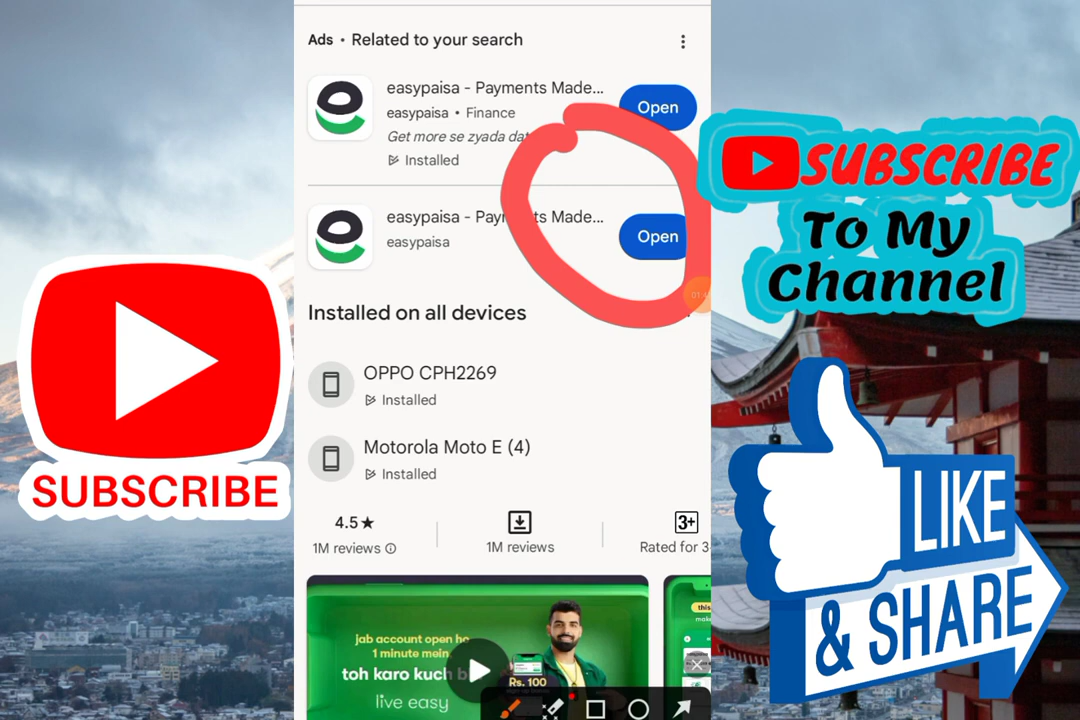 Ads • Related to your search
easypaisa - Payments Made...
easypaisa • Finance
Get more se zyada
Installed
Open
easypaisa - Payments Made...
easypaisa
Open
Installed on all devices
OPPO CPH2269
Installed
Motorola Moto E (4)
Installed
4.5★
1M reviews
1M reviews
3+
Rated for 3
jab account open ho
1 minute mein
toh karo kuch b
live easy
Rs. 100
this
SUBSCRIBE
SUBSCRIBE
To My
Channel
LIKE
& SHARE